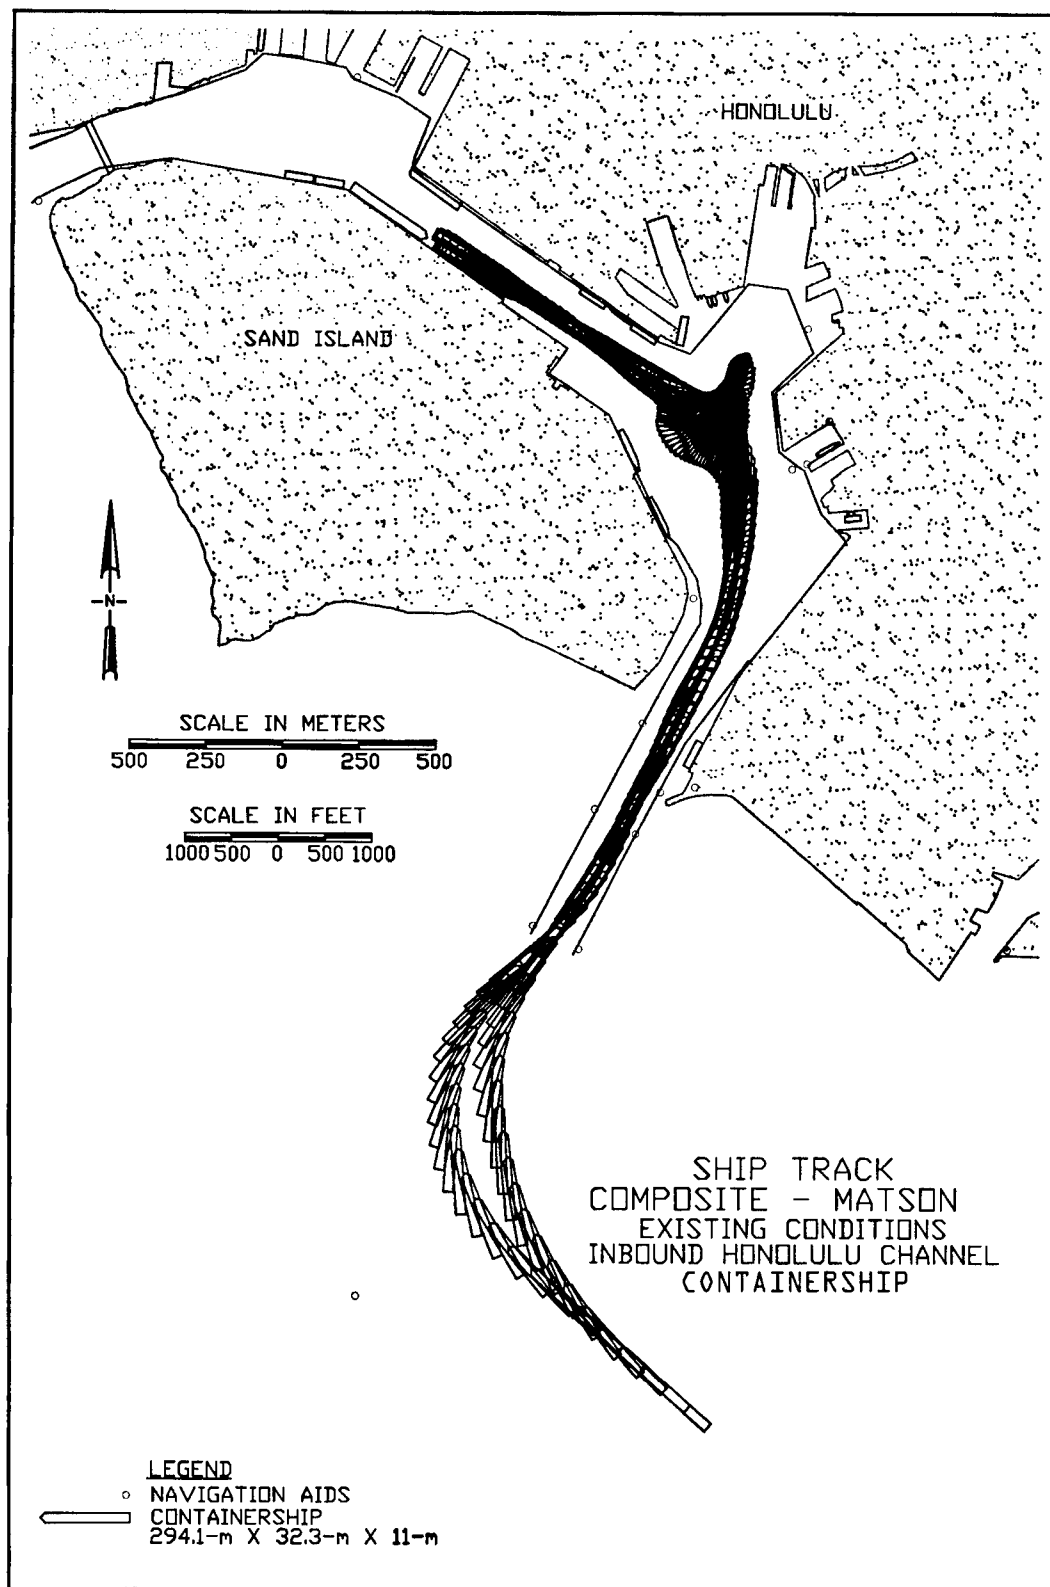 HONOLULU
SAND ISLAND
-N-
SCALE IN METERS
500 250 0 250 500
SCALE IN FEET
1000 500 0 500 1000
SHIP TRACK
COMPOSITE - MATSON
EXISTING CONDITIONS
INBOUND HONOLULU CHANNEL
CONTAINERSHIP
LEGEND
NAVIGATION AIDS
CONTAINERSHIP
294.1-m X 32.3-m X 11-m